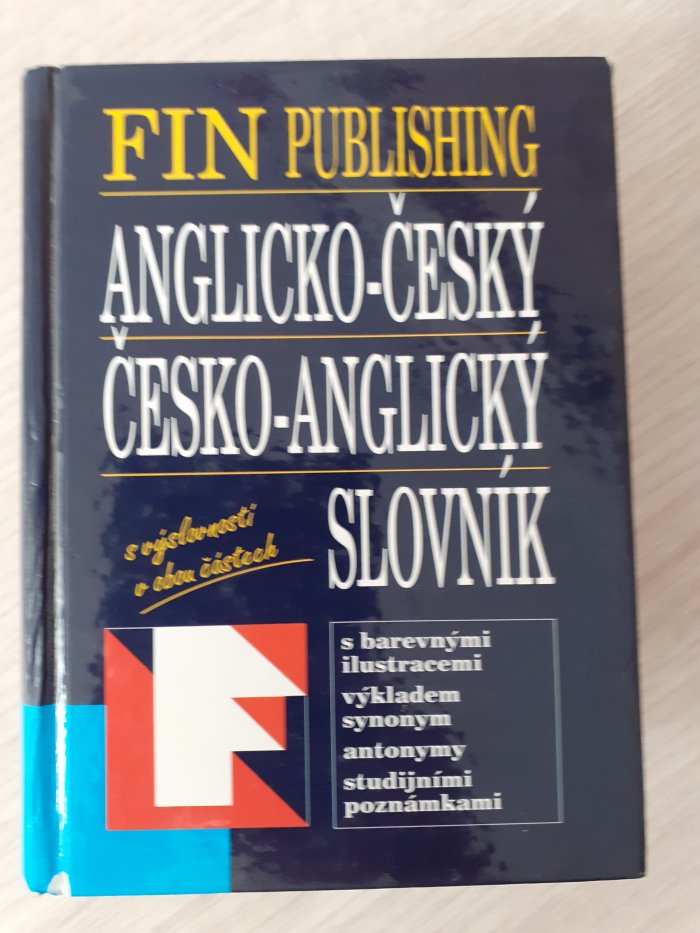 FIN PUBLISHING
ANGLICKO-ČESKÝ
ČESKO-ANGLICKÝ
SLOVNÍK
s výslovností
v obou částech
s barevnými
ilustracemi
výkladem
synonym
antonymy
studijními
poznámkami